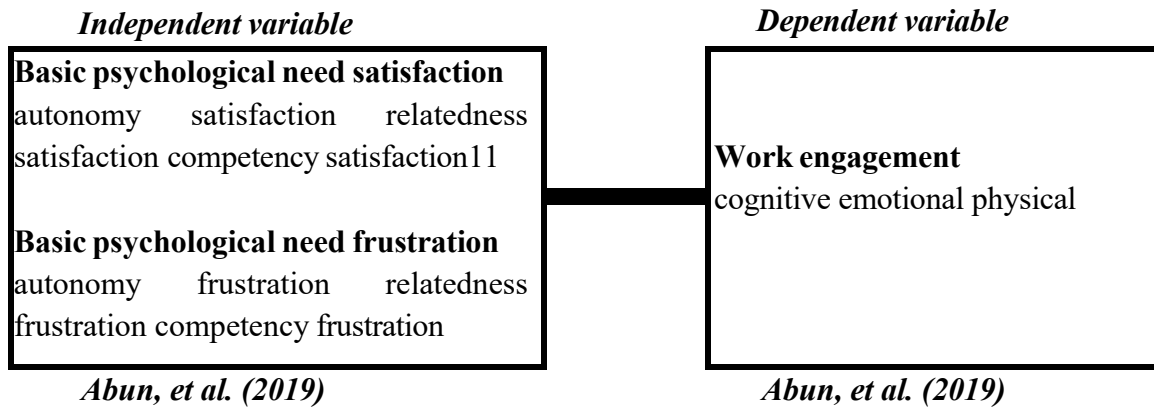 Independent variable
Dependent variable
Basic psychological need satisfaction
autonomy satisfaction relatedness
satisfaction competency satisfaction11
Basic psychological need frustration
autonomy frustration relatedness
frustration competency frustration
Work engagement
cognitive emotional physical
Abun, et al. (2019)
Abun, et al. (2019)